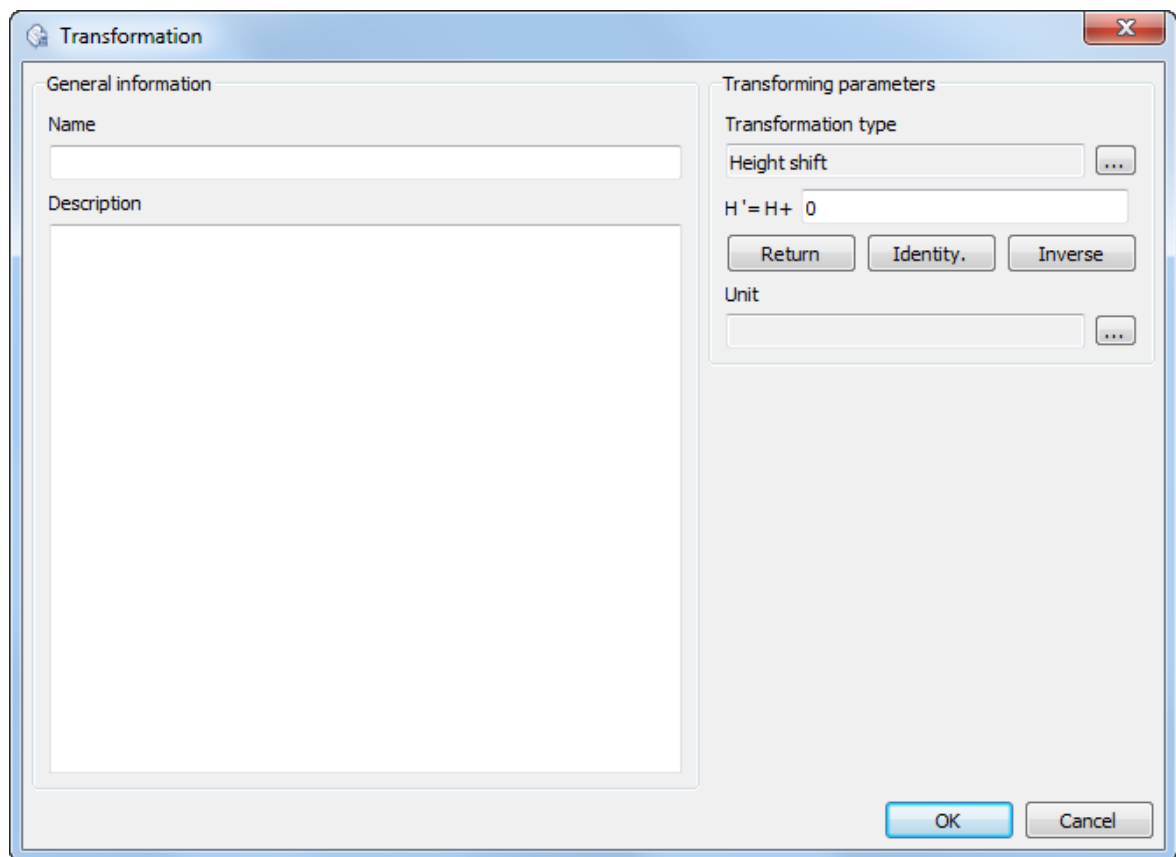 Transformation
General information
Name
Description
Transforming parameters
Transformation type
Height shift
...
H '= H+ 0
Return Identity. Inverse
Unit
...
OK Cancel